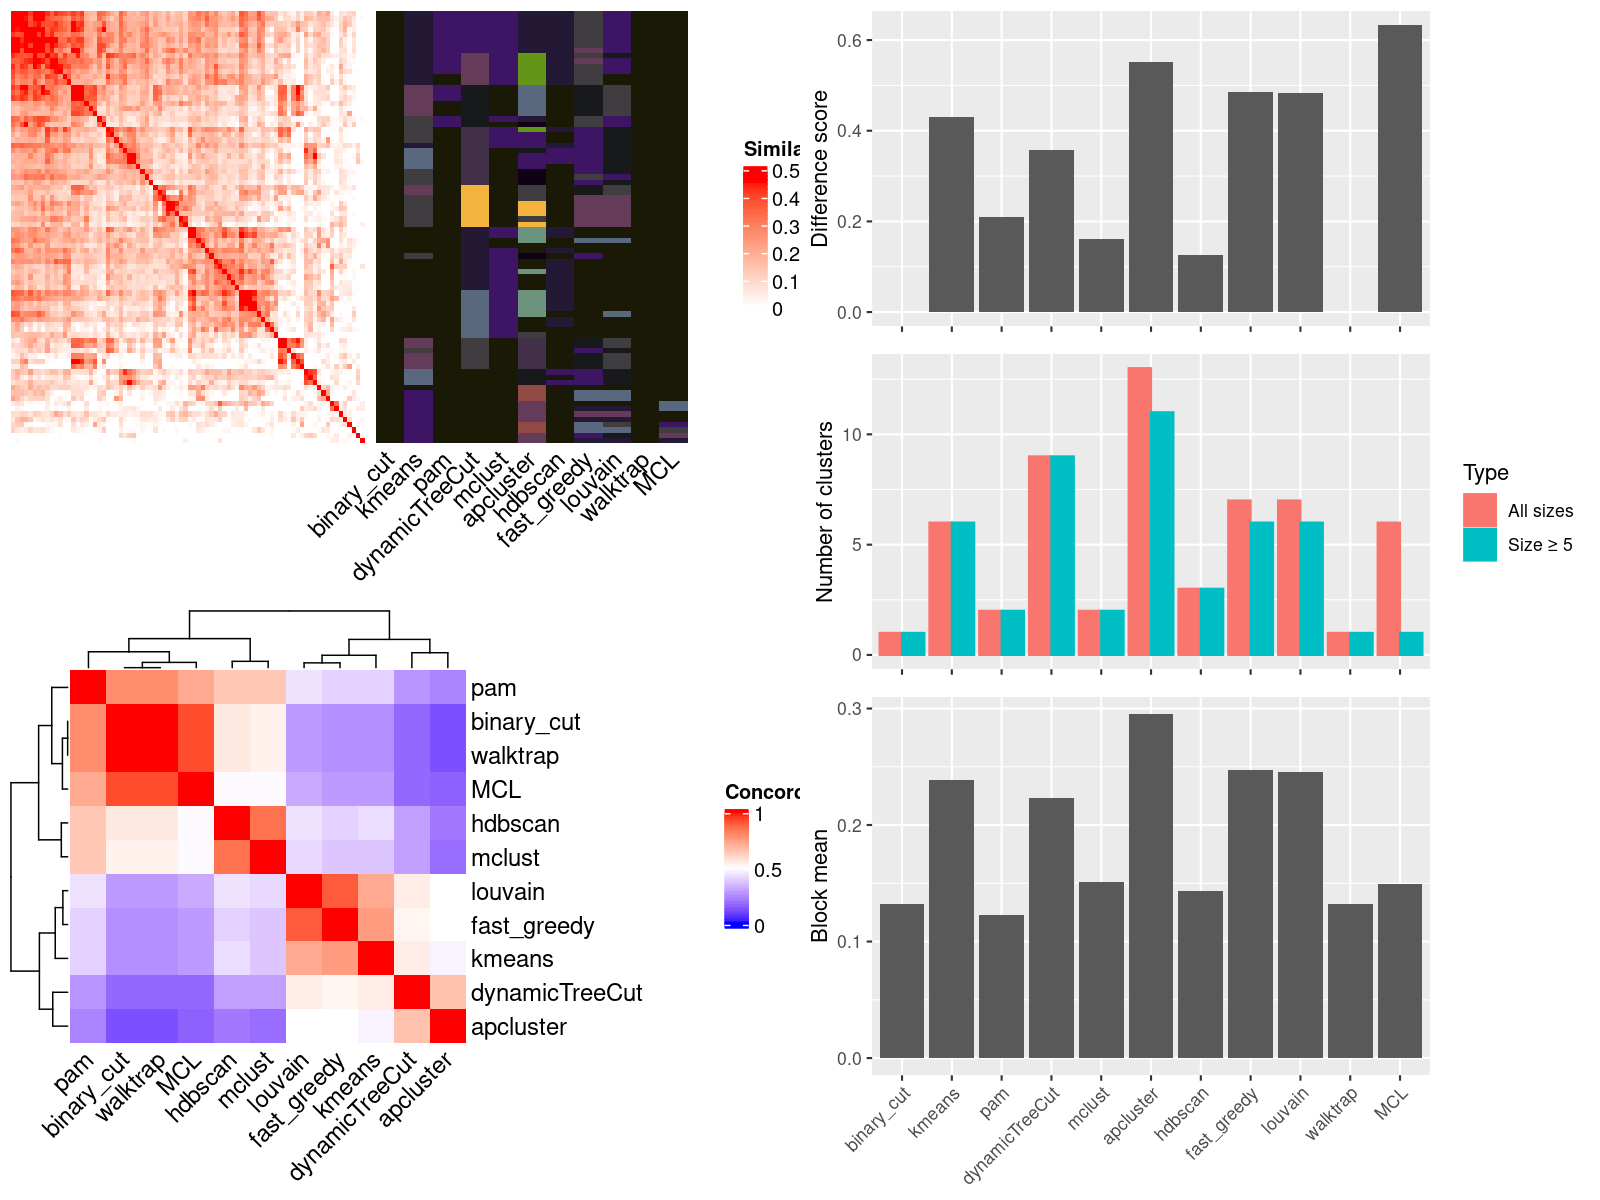 Simila
0.5
0.4
0.3
0.2
0.1
0
binary_cut
kmeans
pam
dynamicTreeCut
mclust
apcluster
hdbscan
fast_greedy
louvain
walktrap
MCL
pam
binary_cut
walktrap
MCL
hdbscan
mclust
louvain
fast_greedy
kmeans
dynamicTreeCut
apcluster
Concord
1
0.5
0
pam
binary_cut
walktrap
MCL
hdbscan
mclust
louvain
fast_greedy
kmeans
dynamicTreeCut
apcluster
Difference score
0.6
0.4
0.2
0.0
Number of clusters
10
5
0
Type
All sizes
Size ≥ 5
Block mean
0.3
0.2
0.1
0.0
binary_cut
kmeans
pam
dynamicTreeCut
mclust
apcluster
hdbscan
fast_greedy
louvain
walktrap
MCL